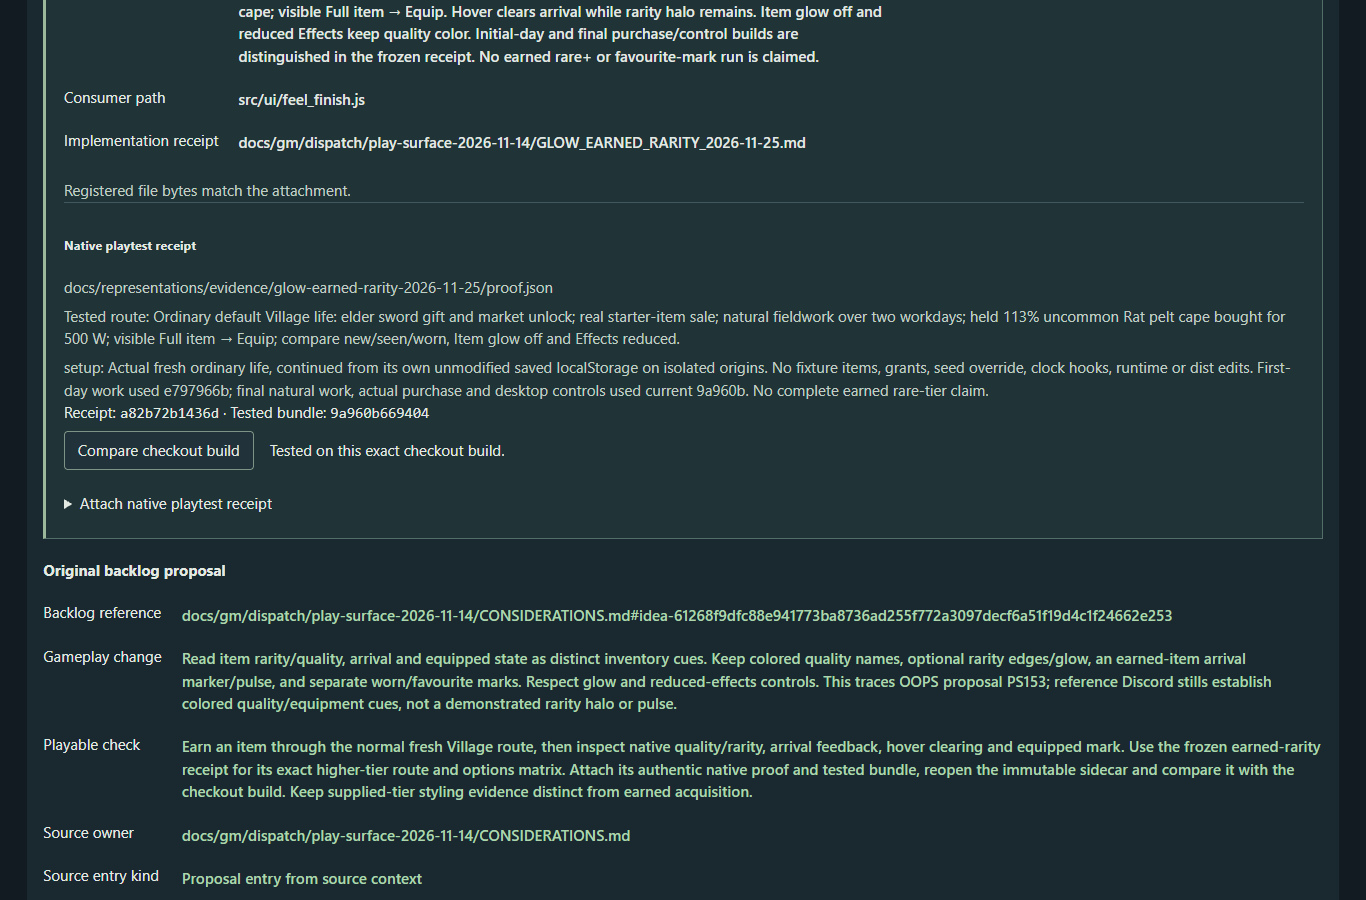 cape; visible Full item → Equip. Hover clears arrival while rarity halo remains. Item glow off and
reduced Effects keep quality color. Initial-day and final purchase/control builds are
distinguished in the frozen receipt. No earned rare+ or favourite-mark run is claimed.
Consumer path src/ui/feel_finish.js
Implementation receipt docs/gm/dispatch/play-surface-2026-11-14/GLOW_EARNED_RARITY_2026-11-25.md
Registered file bytes match the attachment.
Native playtest receipt
docs/representations/evidence/glow-earned-rarity-2026-11-25/proof.json
Tested route: Ordinary default Village life: elder sword gift and market unlock; real starter-item sale; natural fieldwork over two workdays; held 113% uncommon Rat pelt cape bought for
500 W; visible Full item → Equip; compare new/seen/worn, Item glow off and Effects reduced.
setup: Actual fresh ordinary life, continued from its own unmodified saved localStorage on isolated origins. No fixture items, grants, seed override, clock hooks, runtime or dist edits. First-
day work used e797966b; final natural work, actual purchase and desktop controls used current 9a960b. No complete earned rare-tier claim.
Receipt: a82b72b1436d · Tested bundle: 9a960b669404
Compare checkout build Tested on this exact checkout build.
▶ Attach native playtest receipt
Original backlog proposal
Backlog reference docs/gm/dispatch/play-surface-2026-11-14/CONSIDERATIONS.md#idea-61268f9dfc88e941773ba8736ad255f772a3097decf6a51f19d4c1f24662e253
Gameplay change Read item rarity/quality, arrival and equipped state as distinct inventory cues. Keep colored quality names, optional rarity edges/glow, an earned-item arrival
marker/pulse, and separate worn/favourite marks. Respect glow and reduced-effects controls. This traces OOPS proposal PS153; reference Discord stills establish
colored quality/equipment cues, not a demonstrated rarity halo or pulse.
Playable check Earn an item through the normal fresh Village route, then inspect native quality/rarity, arrival feedback, hover clearing and equipped mark. Use the frozen earned-rarity
receipt for its exact higher-tier route and options matrix. Attach its authentic native proof and tested bundle, reopen the immutable sidecar and compare it with the
checkout build. Keep supplied-tier styling evidence distinct from earned acquisition.
Source owner docs/gm/dispatch/play-surface-2026-11-14/CONSIDERATIONS.md
Source entry kind Proposal entry from source context